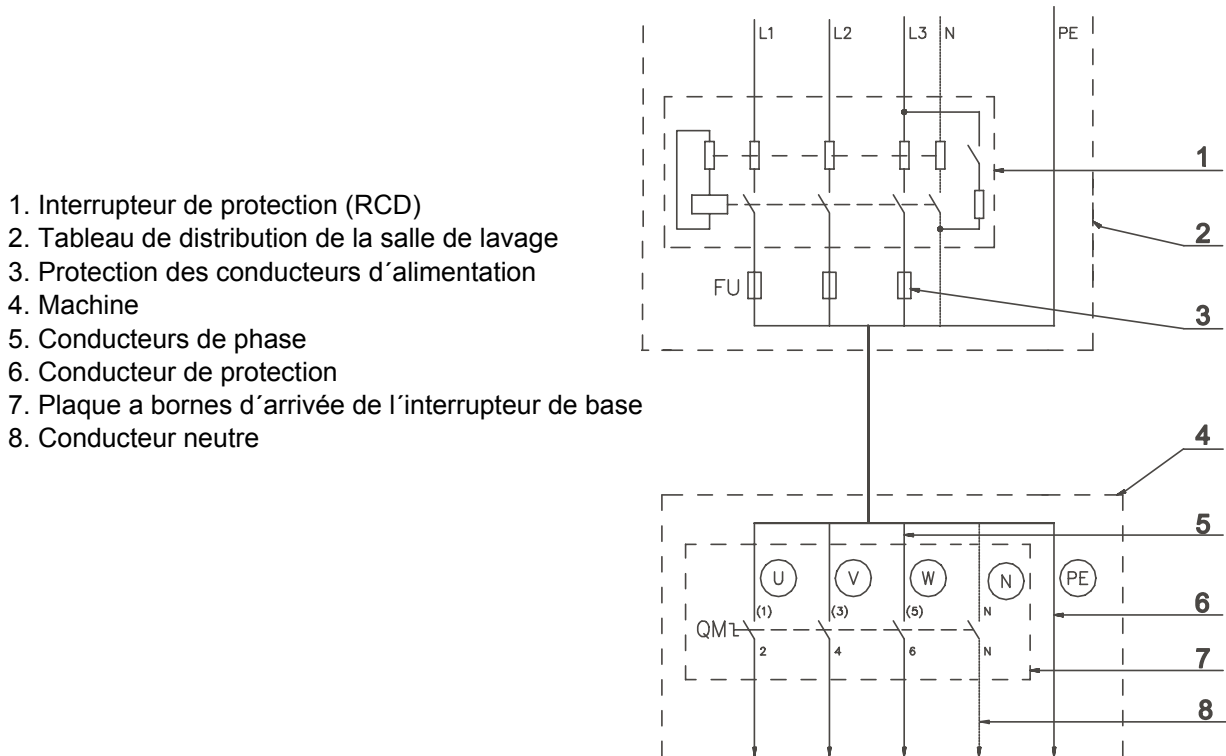 1. Interrupteur de protection (RCD)
2. Tableau de distribution de la salle de lavage
3. Protection des conducteurs d´alimentation
4. Machine
5. Conducteurs de phase
6. Conducteur de protection
7. Plaque a bornes d´arrivée de l´interrupteur de base
8. Conducteur neutre
L1 L2 L3 N PE
1
2
FU
3
4
5
U V W N PE
(1) (3) (5) N
6
QM
2 4 6 N
7
8